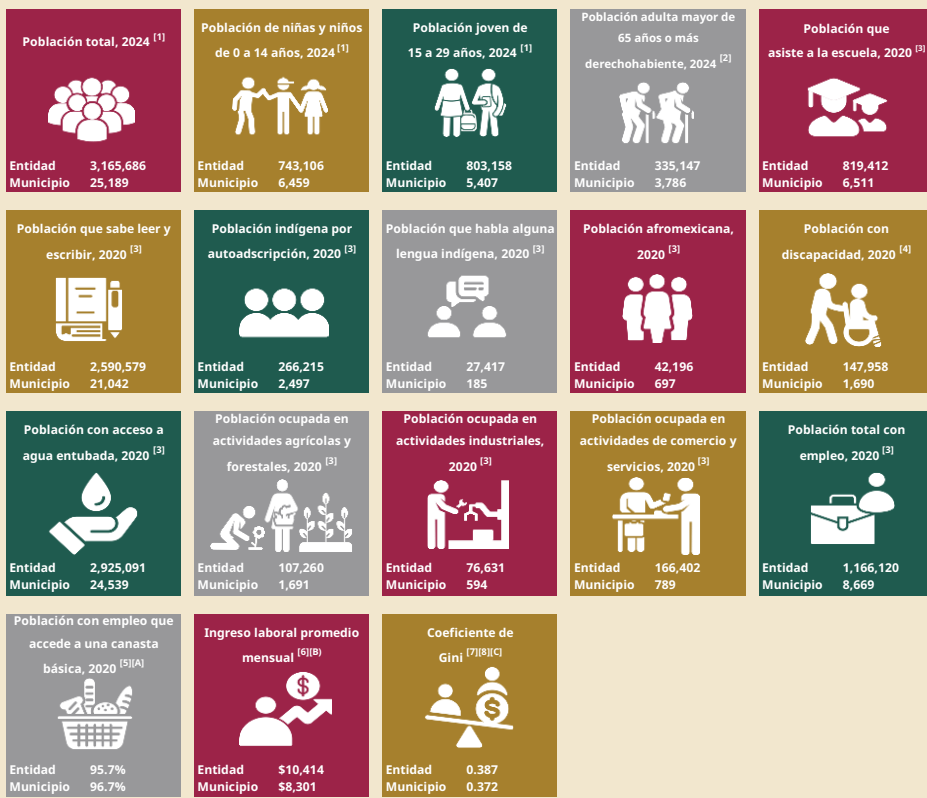 Población total, 2024 [1]
Entidad 3,165,686
Municipio 25,189
Población de niñas y niños
de 0 a 14 años, 2024 [1]
Entidad 743,106
Municipio 6,459
Población joven de
15 a 29 años, 2024 [1]
Entidad 803,158
Municipio 5,407
Población adulta mayor de
65 años o más
derechohabiente, 2024 [2]
Entidad 335,147
Municipio 3,786
Población que
asiste a la escuela, 2020 [3]
Entidad 819,412
Municipio 6,511
Población que sabe leer y
escribir, 2020 [3]
Entidad 2,590,579
Municipio 21,042
Población indígena por
autoadscripción, 2020 [3]
Entidad 266,215
Municipio 2,497
Población que habla alguna
lengua indígena, 2020 [3]
Entidad 27,417
Municipio 185
Población afromexicana,
2020 [3]
Entidad 42,196
Municipio 697
Población con
discapacidad, 2020 [4]
Entidad 147,958
Municipio 1,690
Población con acceso a
agua entubada, 2020 [3]
Entidad 2,925,091
Municipio 24,539
Población ocupada en
actividades agrícolas y
forestales, 2020 [3]
Entidad 107,260
Municipio 1,691
Población ocupada en
actividades industriales,
2020 [3]
Entidad 76,631
Municipio 594
Población ocupada en
actividades de comercio y
servicios, 2020 [3]
Entidad 166,402
Municipio 789
Población total con
empleo, 2020 [3]
Entidad 1,166,120
Municipio 8,669
Población con empleo que
accede a una canasta
básica, 2020 [5][A]
Entidad 95.7%
Municipio 96.7%
Ingreso laboral promedio
mensual [6][B]
$
Entidad $10,414
Municipio $8,301
Coeficiente de
Gini [7][8][C]
$
Entidad 0.387
Municipio 0.372